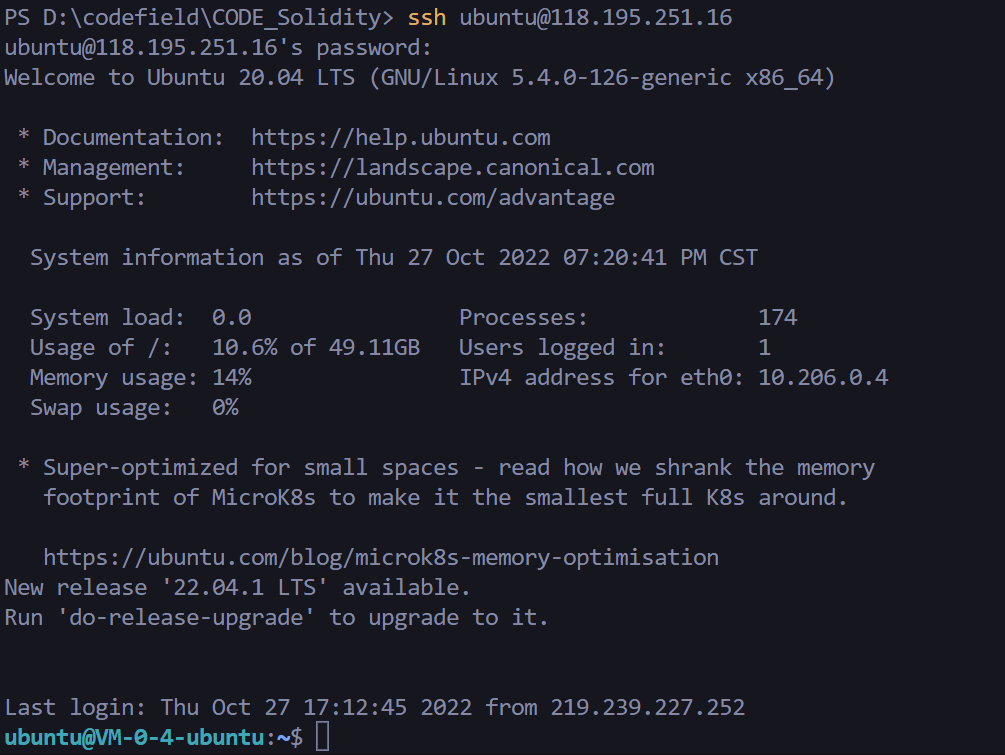 PS D:\codefield\CODE_Solidity> ssh ubuntu@118.195.251.16
ubuntu@118.195.251.16's password:
Welcome to Ubuntu 20.04 LTS (GNU/Linux 5.4.0-126-generic x86_64)
* Documentation:  https://help.ubuntu.com
* Management:     https://landscape.canonical.com
* Support:        https://ubuntu.com/advantage
System information as of Thu 27 Oct 2022 07:20:41 PM CST
System load:  0.0                Processes:             174
Usage of /:   10.6% of 49.11GB   Users logged in:       1
Memory usage: 14%                IPv4 address for eth0: 10.206.0.4
Swap usage:   0%
* Super-optimized for small spaces - read how we shrank the memory
footprint of MicroK8s to make it the smallest full K8s around.
https://ubuntu.com/blog/microk8s-memory-optimisation
New release '22.04.1 LTS' available.
Run 'do-release-upgrade' to upgrade to it.
Last login: Thu Oct 27 17:12:45 2022 from 219.239.227.252
ubuntu@VM-0-4-ubuntu:~$